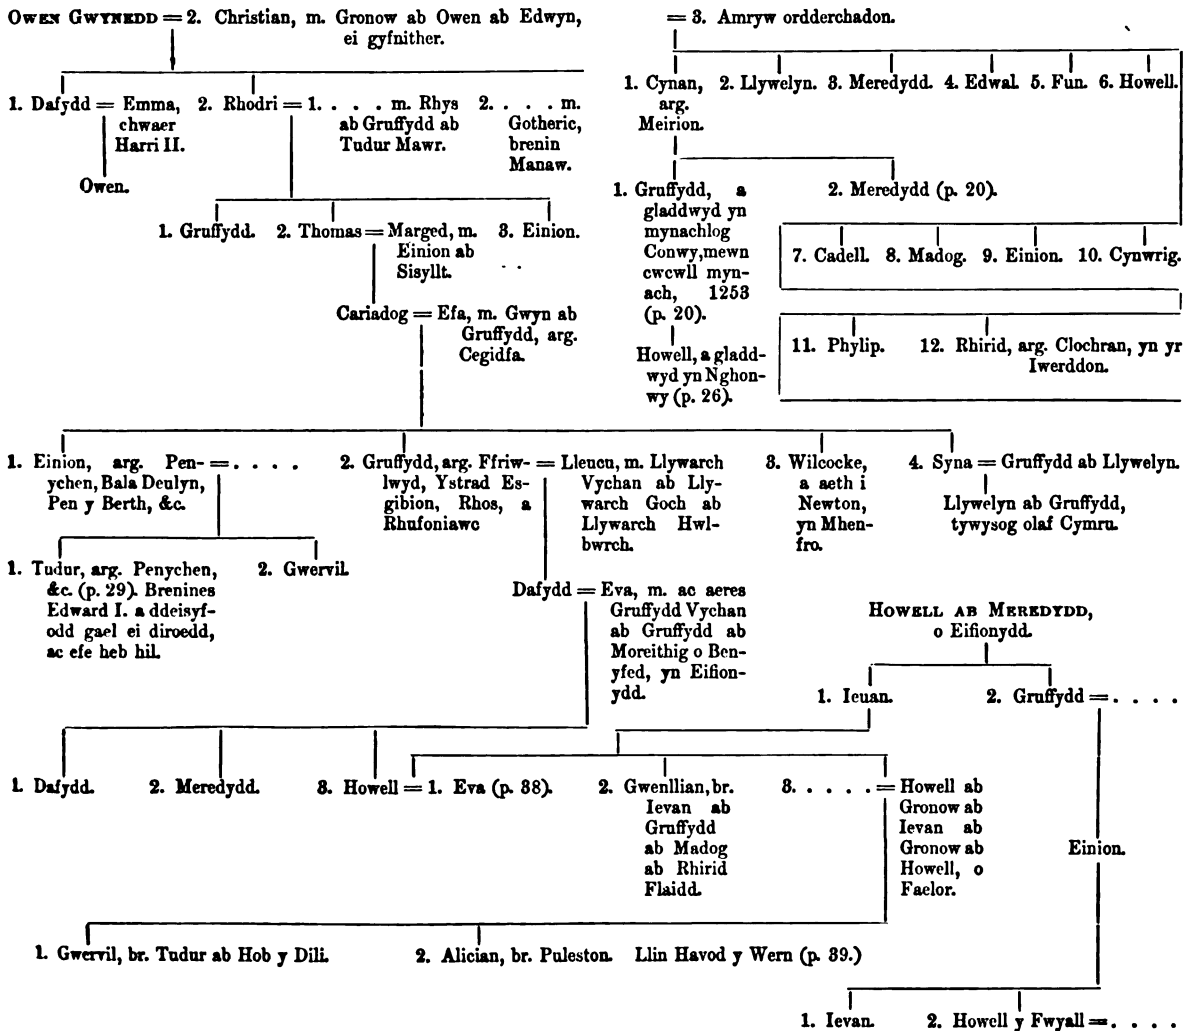 OWEN GWYNEDD = 2. Christian, m. Gronow ab Owen ab Edwyn,
ei gyfnither.
= 3. Amryw ordderchadon.
1. Dafydd = Emma,
chwaer
Harri II.
Owen.
2. Rhodri = 1. . . . . m. Rhys
ab Gruffydd ab
Tudur Mawr.
2. . . . . m.
Gotheric,
brenin
Manaw.
1. Cynan,
arg.
Meirion.
2. Llywelyn.
3. Meredydd.
4. Edwal.
5. Fun.
6. Howell.
1. Gruffydd.
2. Thomas = Marged, m.
Einion ab
Sisyllt.
3. Einion.
1. Gruffydd, a
gladdwyd yn
mynachlog
Conwy, mewn
cwcwll myn-
ach, 1253
(p. 20).
2. Meredydd (p. 20).
7. Cadell.
8. Madog.
9. Einion.
10. Cynwrig.
Cariadog = Efa, m. Gwyn ab
Gruffydd, arg.
Cegidfa.
Howell, a gladd-
wyd yn Nghon-
wy (p. 26).
11. Phylip.
12. Rhirid, arg. Clochran, yn yr
Iwerddon.
1. Einion, arg. Pen- = . . . .
ychen, Bala Deulyn,
Pen y Berth, &c.
2. Gruffydd, arg. Ffriw- = Lleucu, m. Llywarch
lwyd, Ystrad Es-
gibion, Rhos, a
Rhufoniawc
Vychan ab Lly-
warch Goch ab
Llywarch Hwl-
bwrch.
3. Wilcocke,
a aeth i
Newton,
yn Mhen-
fro.
4. Syna = Gruffydd ab Llywelyn.
Llywelyn ab Gruffydd,
tywysog olaf Cymru.
1. Tudur, arg. Penychen,
&c. (p. 29). Brenines
Edward I. a ddeisyf-
odd gael ei diroedd,
ac efe heb hil.
2. Gwervil.
Dafydd = Eva, m. ac aeres
Gruffydd Vychan
ab Gruffydd ab
Moreithig o Ben-
yfed, yn Eifion-
ydd.
HOWELL AB MEREDYDD,
o Eifionydd.
1. Ieuan.
2. Gruffydd = . . . .
1. Dafydd.
2. Meredydd.
3. Howell = 1. Eva (p. 38).
2. Gwenllian, br.
Ievan ab
Gruffydd
ab Madog
ab Rhirid
Flaidd.
3. . . . . . = Howell ab
Gronow ab
Ievan ab
Gronow ab
Howell, o
Faelor.
Einion.
1. Gwervil, br. Tudur ab Hob y Dili.
2. Alician, br. Puleston.
Llin Havod y Wern (p. 39.)
1. Ievan.
2. Howell y Fwyall = . . . .